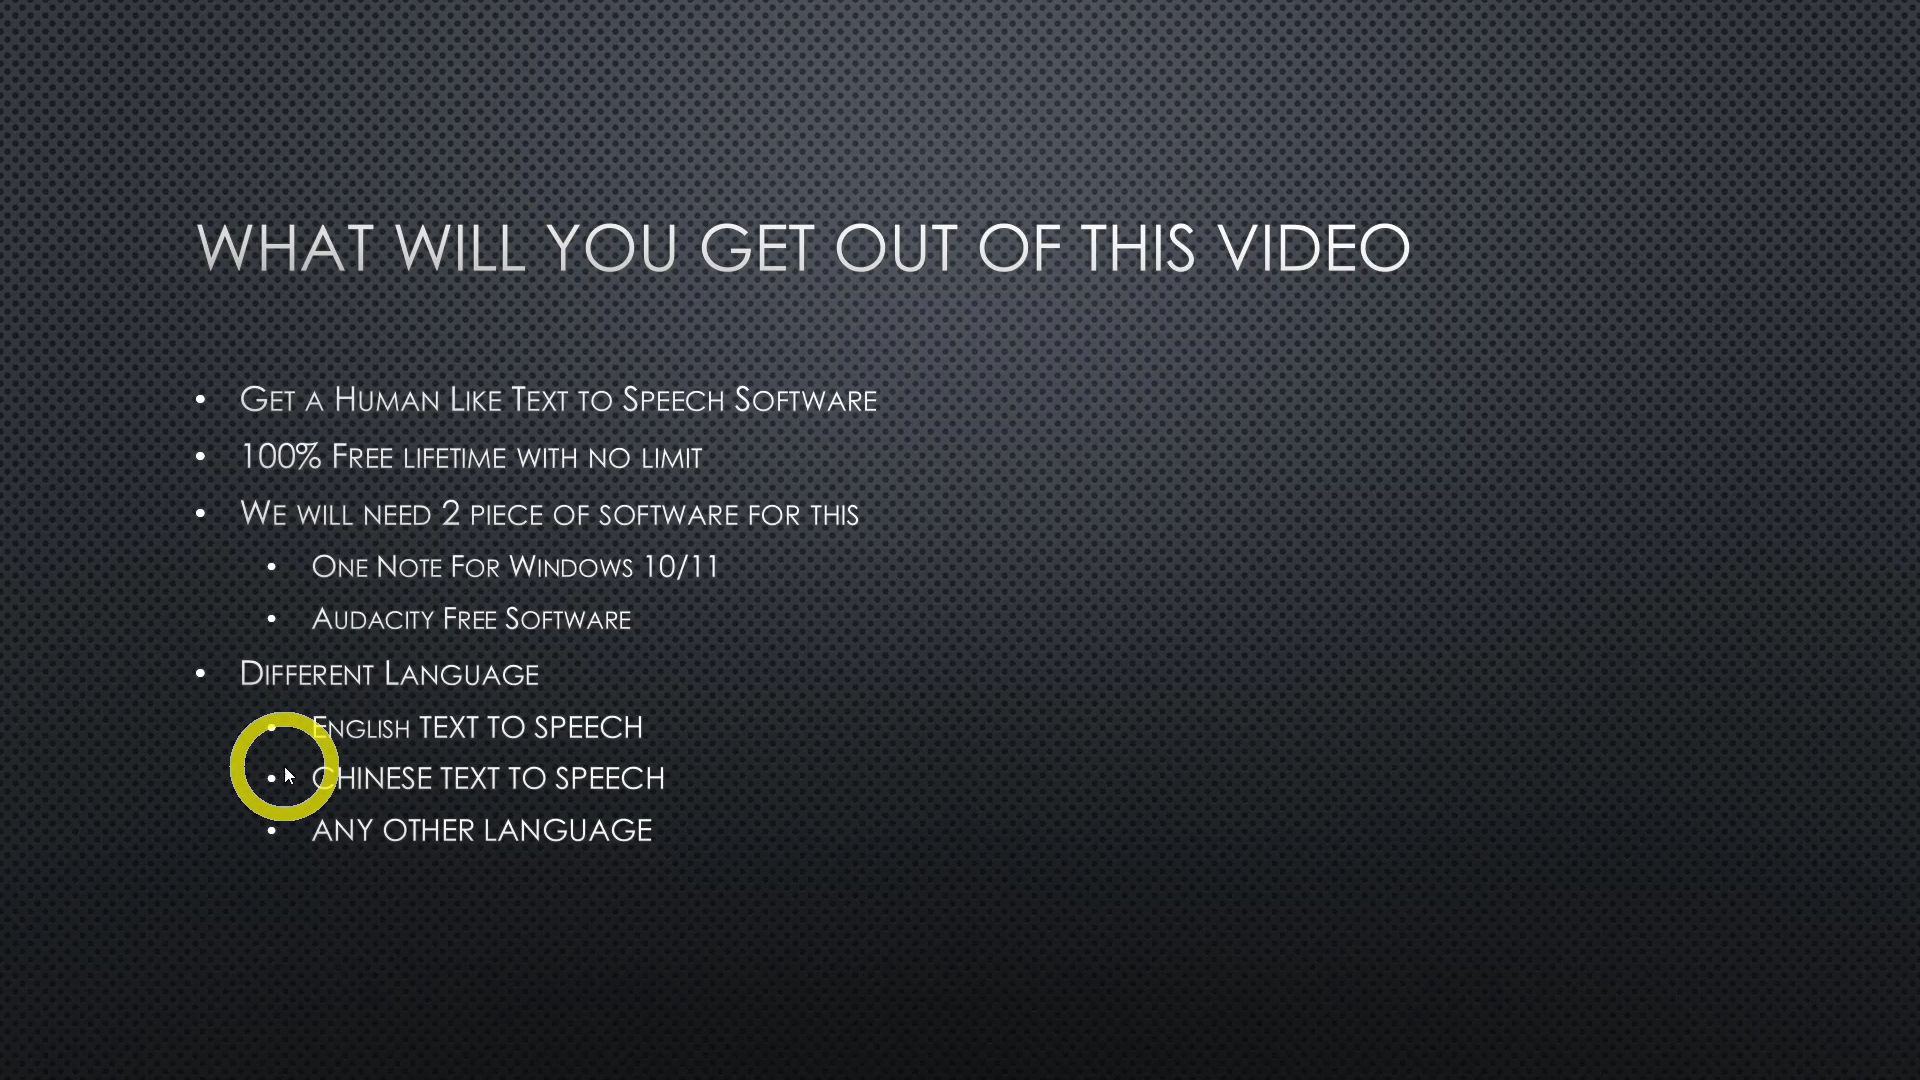 WHAT WILL YOU GET OUT OF THIS VIDEO
• Get a Human Like Text to Speech Software
• 100% Free lifetime with no limit
• We will need 2 piece of software for this
• One Note For Windows 10/11
• Audacity Free Software
• Different Language
• English TEXT TO SPEECH
• CHINESE TEXT TO SPEECH
• ANY OTHER LANGUAGE